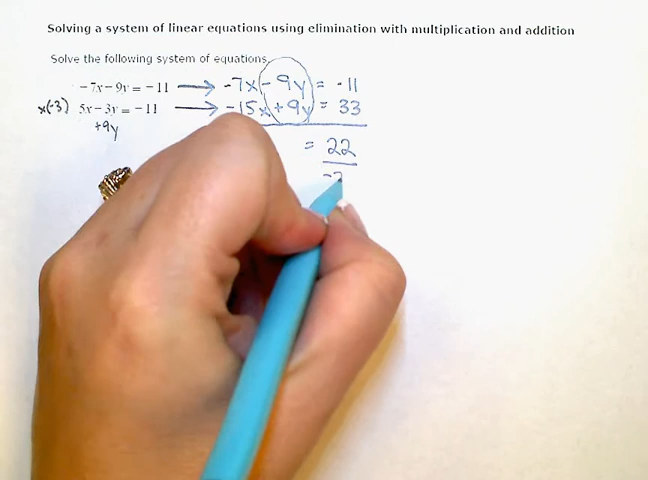 Solving a system of linear equations using elimination with multiplication and addition
Solve the following system of equations.
-7x-9y = -11 → -7x-9y = -11
x(-3) 5x-3y = -11 → -15x+9y = 33
+9y
= 22
-2